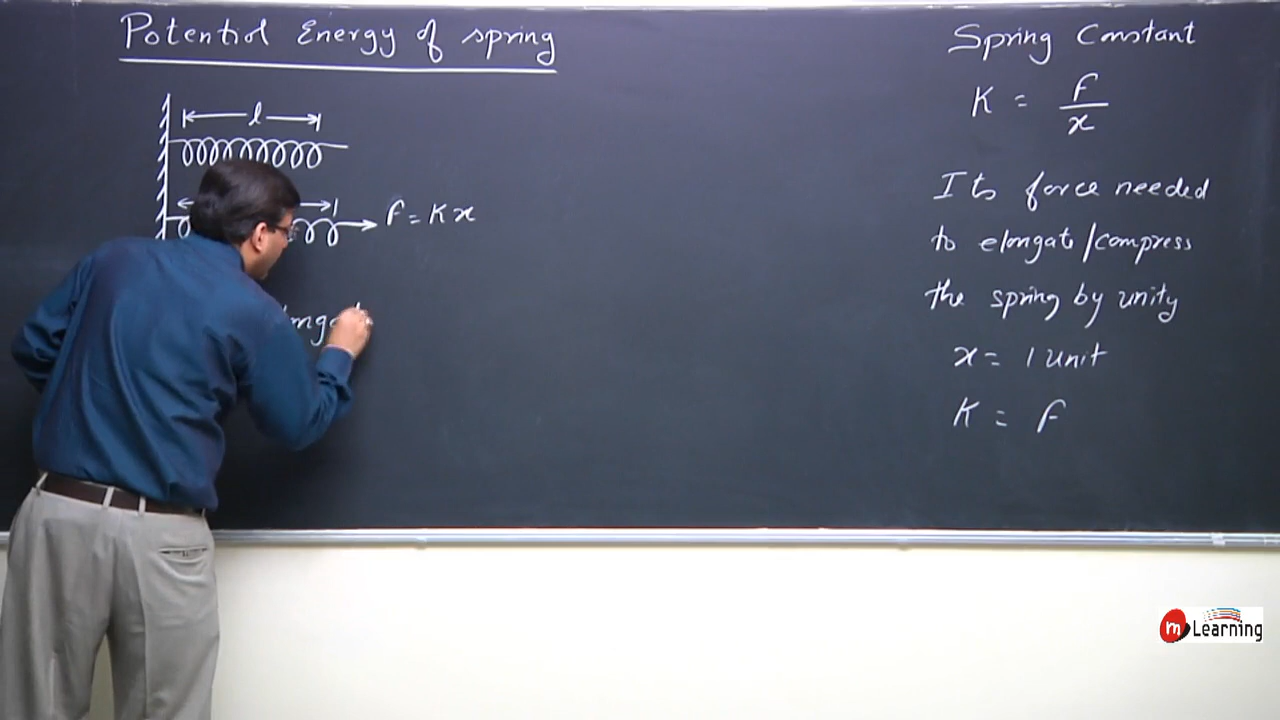 Potential Energy of spring
l
F = K x
Spring Constant
K = F / x
Its force needed
to elongate/compress
the spring by unity
x = 1 Unit
K = F
m Learning